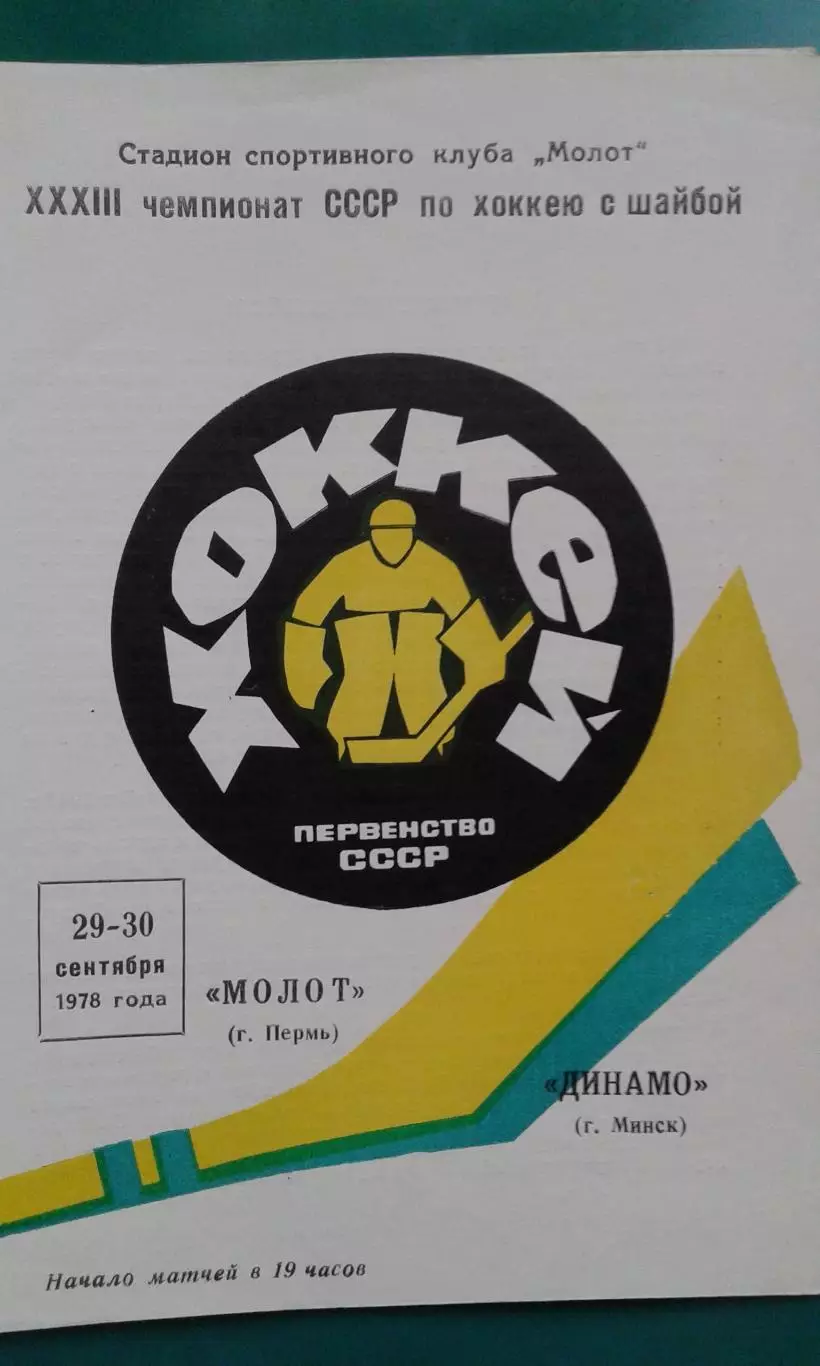 Стадион спортивного клуба „Молот“
XXXIII чемпионат СССР по хоккею с шайбой
ХОККЕЙ
ПЕРВЕНСТВО
СССР
29-30
сентября
1978 года
«МОЛОТ»
(г. Пермь)
«ДИНАМО»
(г. Минск)
Начало матчей в 19 часов